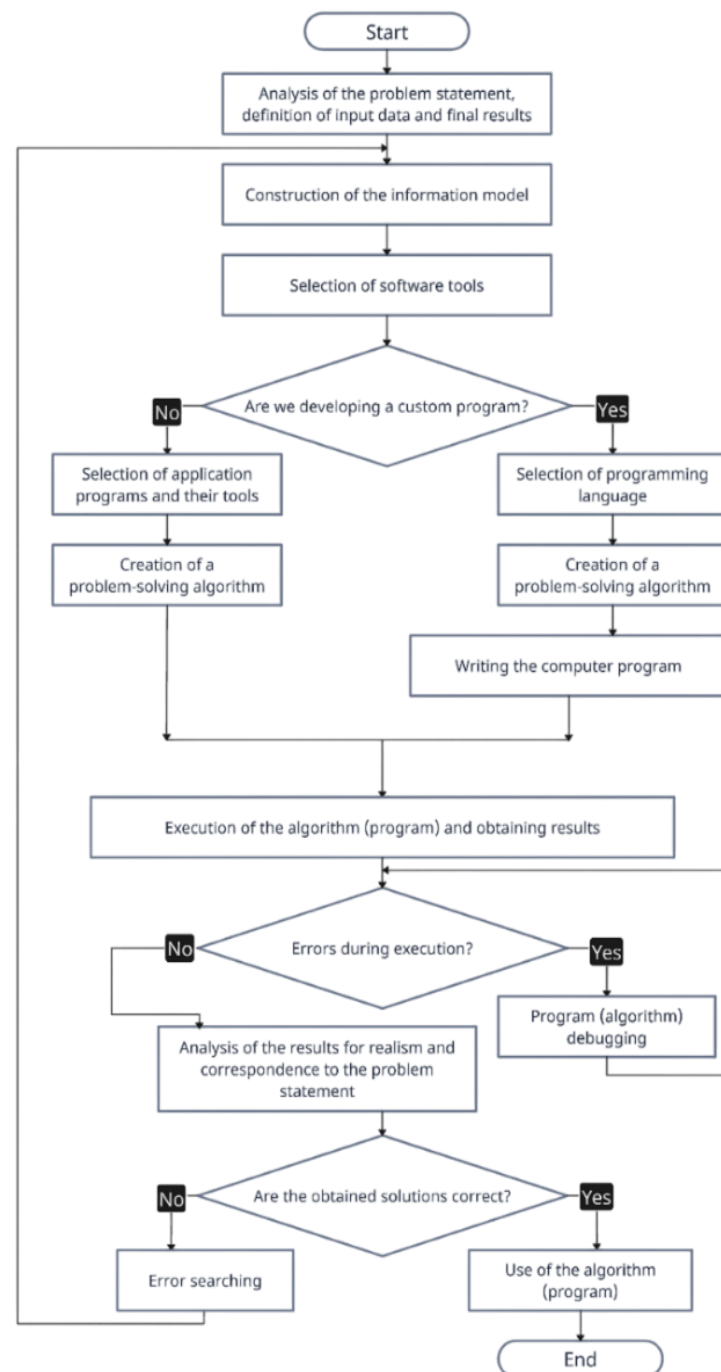 Start
Analysis of the problem statement,
definition of input data and final results
Construction of the information model
Selection of software tools
Are we developing a custom program?
No
Yes
Selection of application
programs and their tools
Selection of programming
language
Creation of a
problem-solving algorithm
Creation of a
problem-solving algorithm
Writing the computer program
Execution of the algorithm (program) and obtaining results
Errors during execution?
No
Yes
Program (algorithm)
debugging
Analysis of the results for realism and
correspondence to the problem
statement
Are the obtained solutions correct?
No
Yes
Error searching
Use of the algorithm
(program)
End